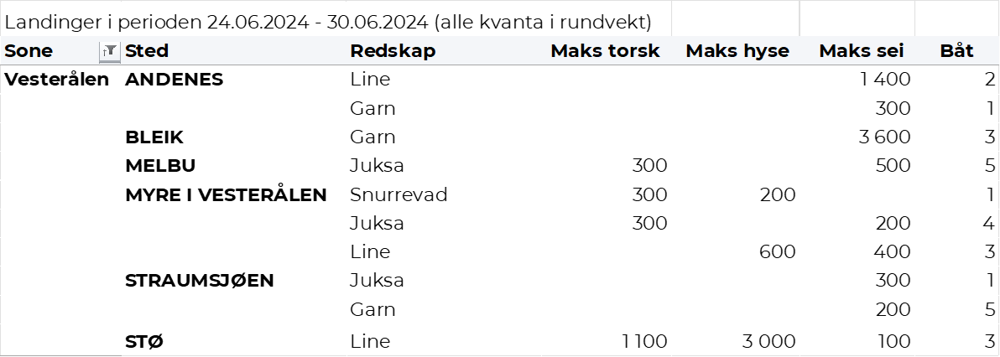 Landinger i perioden 24.06.2024 - 30.06.2024 (alle kvanta i rundvekt)
Sone Sted Redskap Maks torsk Maks hyse Maks sei Båt
Vesterålen ANDENES Line 1 400 2
Garn 300 1
BLEIK Garn 3 600 3
MELBU Juksa 300 500 5
MYRE I VESTERÅLEN Snurrevad 300 200 1
Juksa 300 200 4
Line 600 400 3
STRAUMSJØEN Juksa 300 1
Garn 200 5
STØ Line 1 100 3 000 100 3